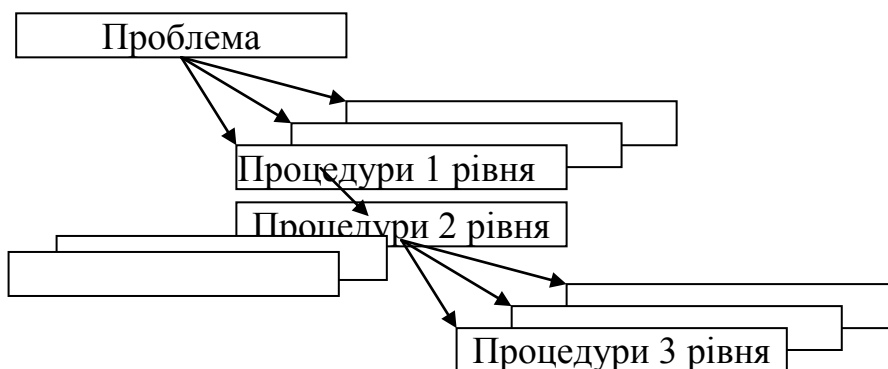 Проблема
Процедури 1 рівня
Процедури 2 рівня
Процедури 3 рівня